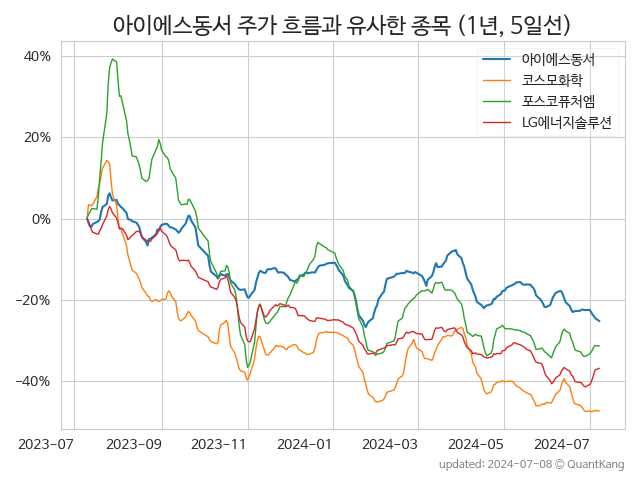 아이에스동서 주가 흐름과 유사한 종목 (1년, 5일선)
아이에스동서
코스모화학
포스코퓨처엠
LG에너지솔루션
40%
20%
0%
−20%
−40%
2023-07 2023-09 2023-11 2024-01 2024-03 2024-05 2024-07
updated: 2024-07-08 © QuantKang